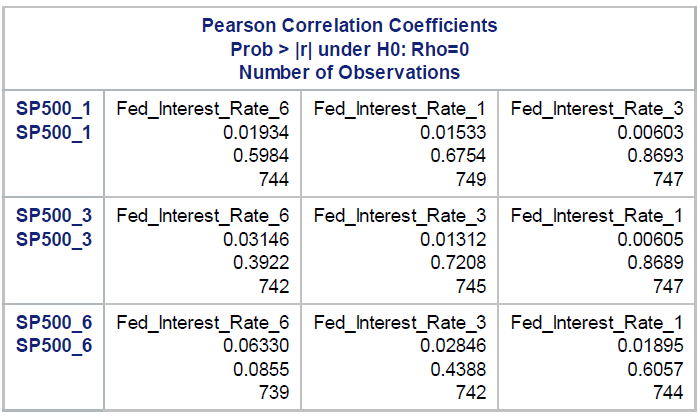 Pearson Correlation Coefficients
Prob > |r| under H0: Rho=0
Number of Observations
SP500_1 Fed_Interest_Rate_6 Fed_Interest_Rate_1 Fed_Interest_Rate_3
SP500_1 0.01934 0.01533 0.00603
0.5984 0.6754 0.8693
744 749 747
SP500_3 Fed_Interest_Rate_6 Fed_Interest_Rate_3 Fed_Interest_Rate_1
SP500_3 0.03146 0.01312 0.00605
0.3922 0.7208 0.8689
742 745 747
SP500_6 Fed_Interest_Rate_6 Fed_Interest_Rate_3 Fed_Interest_Rate_1
SP500_6 0.06330 0.02846 0.01895
0.0855 0.4388 0.6057
739 742 744